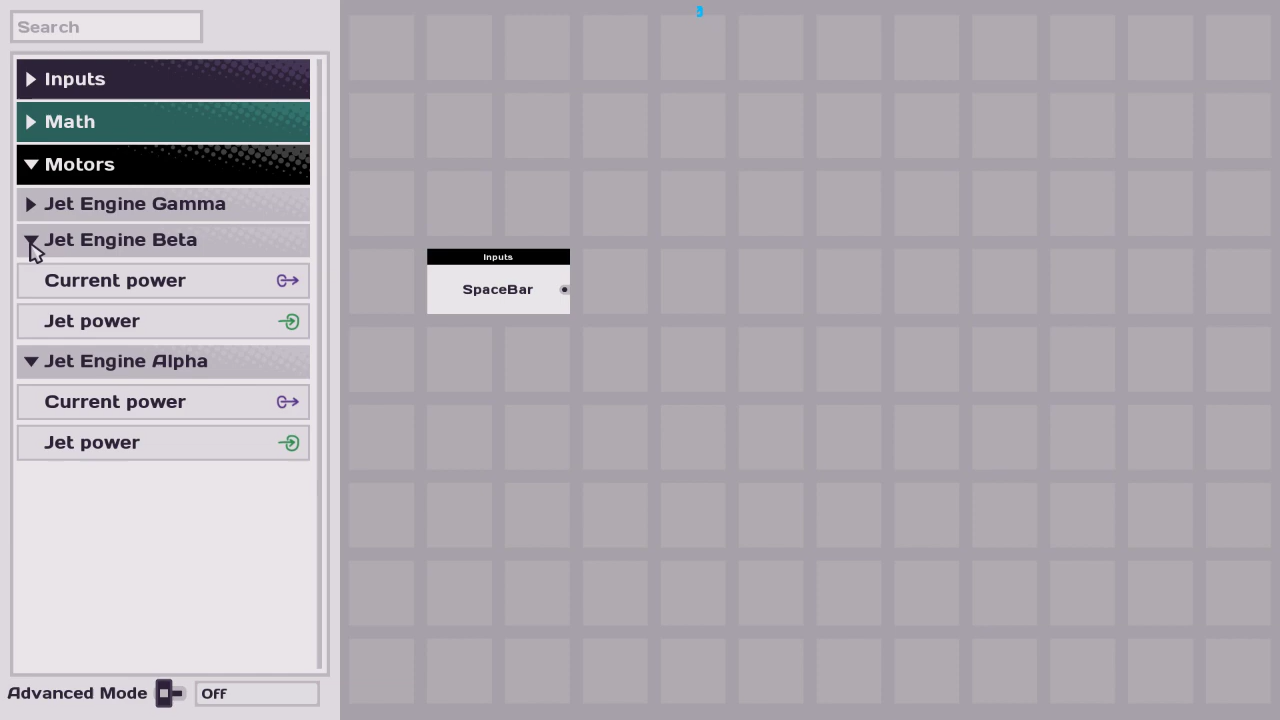 Search
Inputs
Math
Motors
Jet Engine Gamma
Jet Engine Beta
Current power
Jet power
Jet Engine Alpha
Current power
Jet power
Advanced Mode
Off
Inputs
SpaceBar